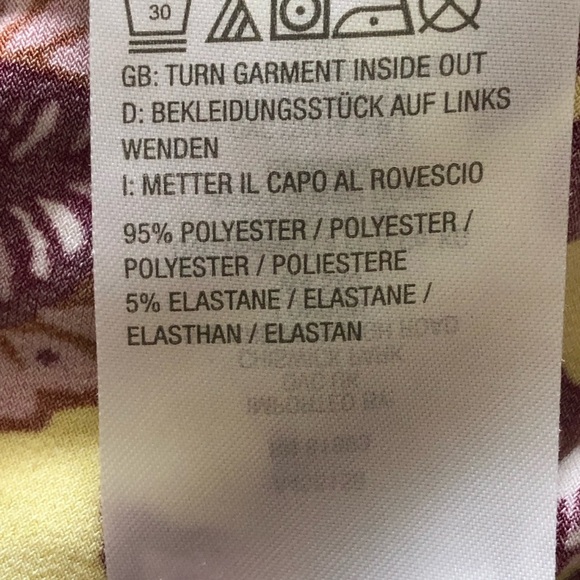 30
GB: TURN GARMENT INSIDE OUT
D: BEKLEIDUNGSSTÜCK AUF LINKS
WENDEN
I: METTER IL CAPO AL ROVESCIO
95% POLYESTER / POLYESTER /
POLYESTER / POLIESTERE
5% ELASTANE / ELASTANE /
ELASTHAN / ELASTAN